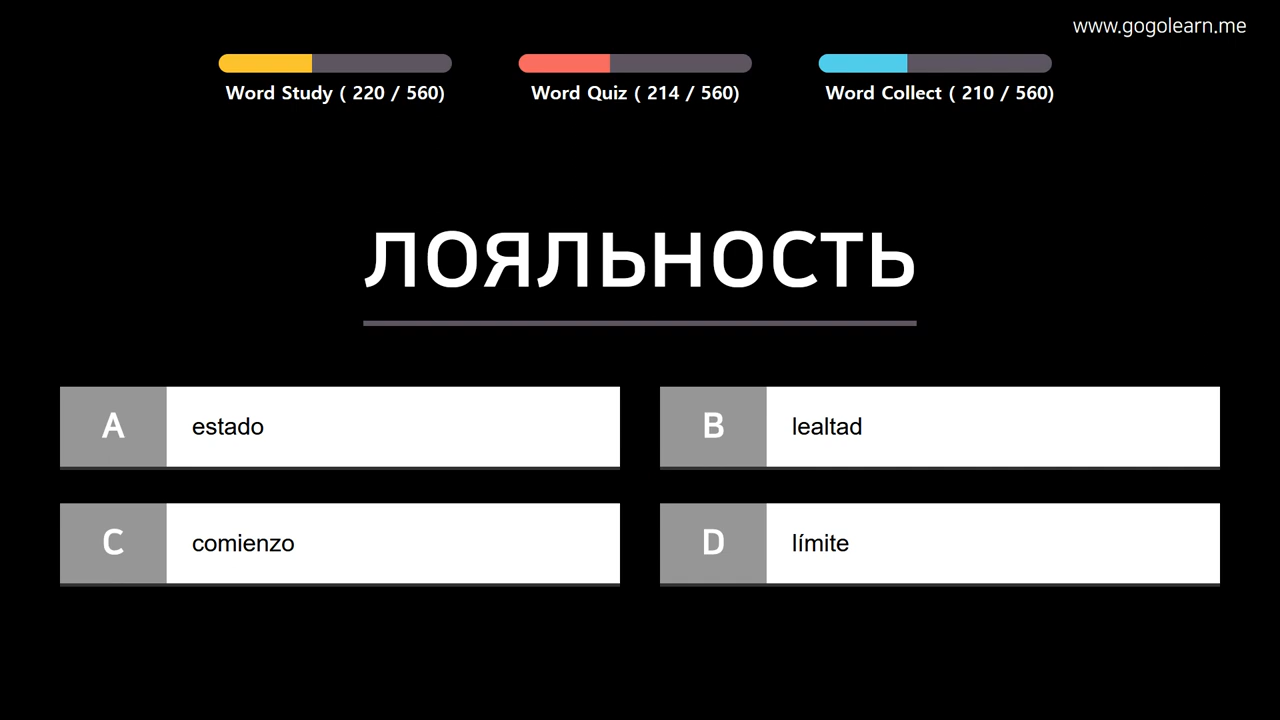 www.gogolearn.me
Word Study ( 220 / 560)
Word Quiz ( 214 / 560)
Word Collect ( 210 / 560)
ЛОЯЛЬНОСТЬ
A estado
B lealtad
C comienzo
D límite